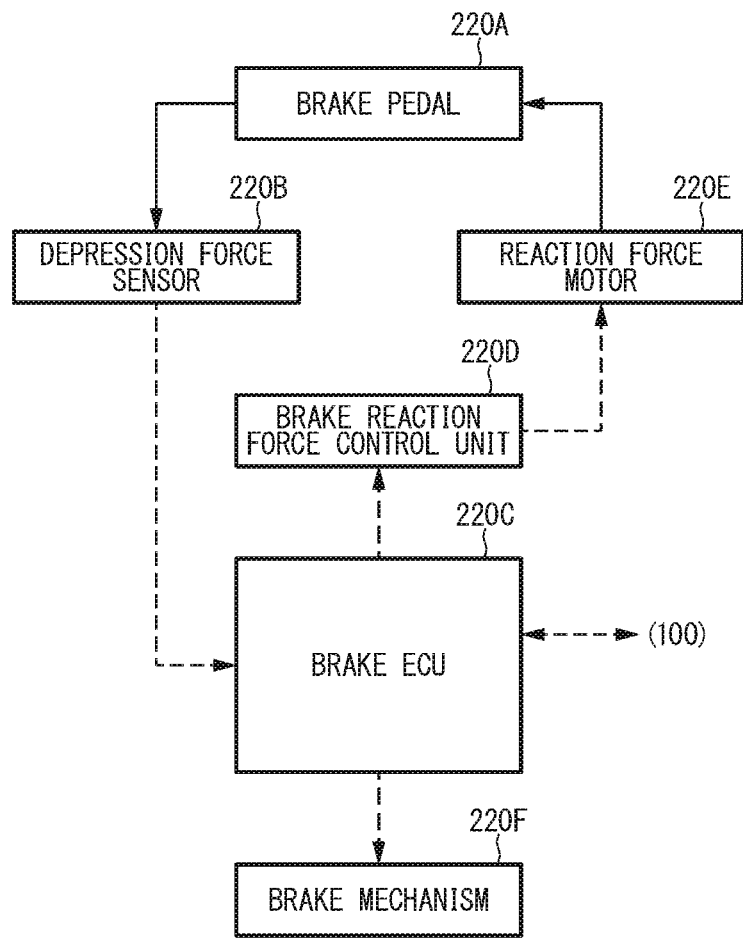 220A
BRAKE PEDAL
220B
DEPRESSION FORCE
SENSOR
220E
REACTION FORCE
MOTOR
220D
BRAKE REACTION
FORCE CONTROL UNIT
220C
BRAKE ECU
(100)
220F
BRAKE MECHANISM